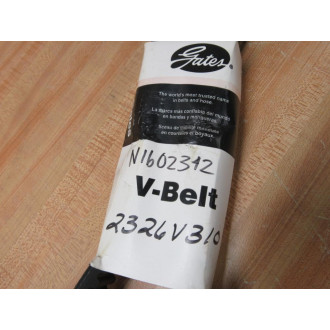 Gates®
The world's most trusted name
in belts and hose.
La marca más confiable del mundo
en bandas y mangueras.
N1602342
V-Belt
2326V310